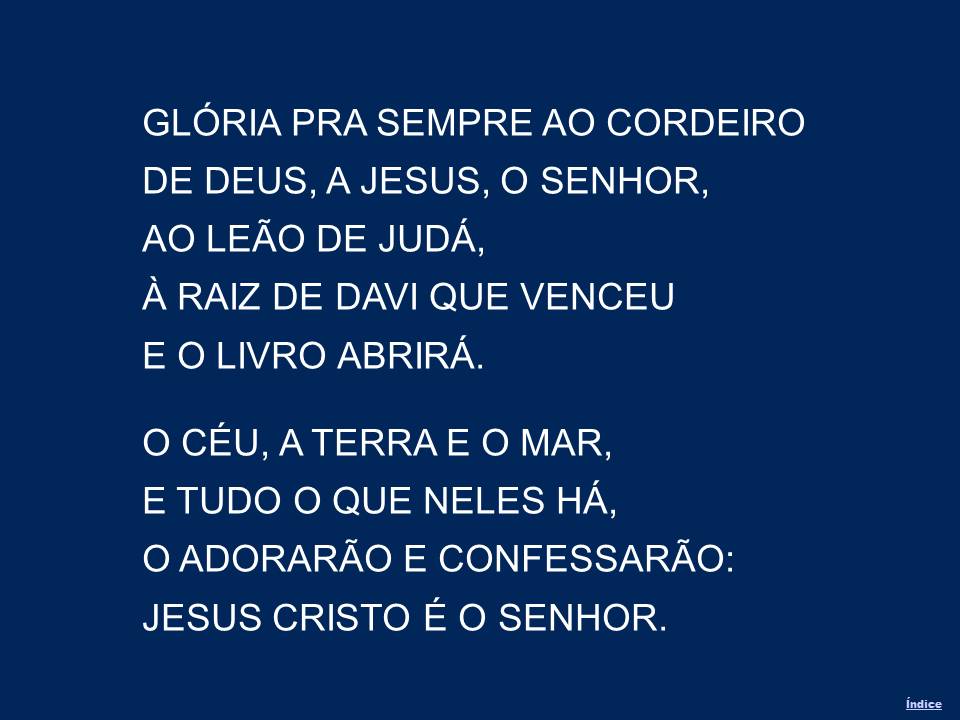 GLÓRIA PRA SEMPRE AO CORDEIRO
DE DEUS, A JESUS, O SENHOR,
AO LEÃO DE JUDÁ,
À RAIZ DE DAVI QUE VENCEU
E O LIVRO ABRIRÁ.
O CÉU, A TERRA E O MAR,
E TUDO O QUE NELES HÁ,
O ADORARÃO E CONFESSARÃO:
JESUS CRISTO É O SENHOR.
Índice